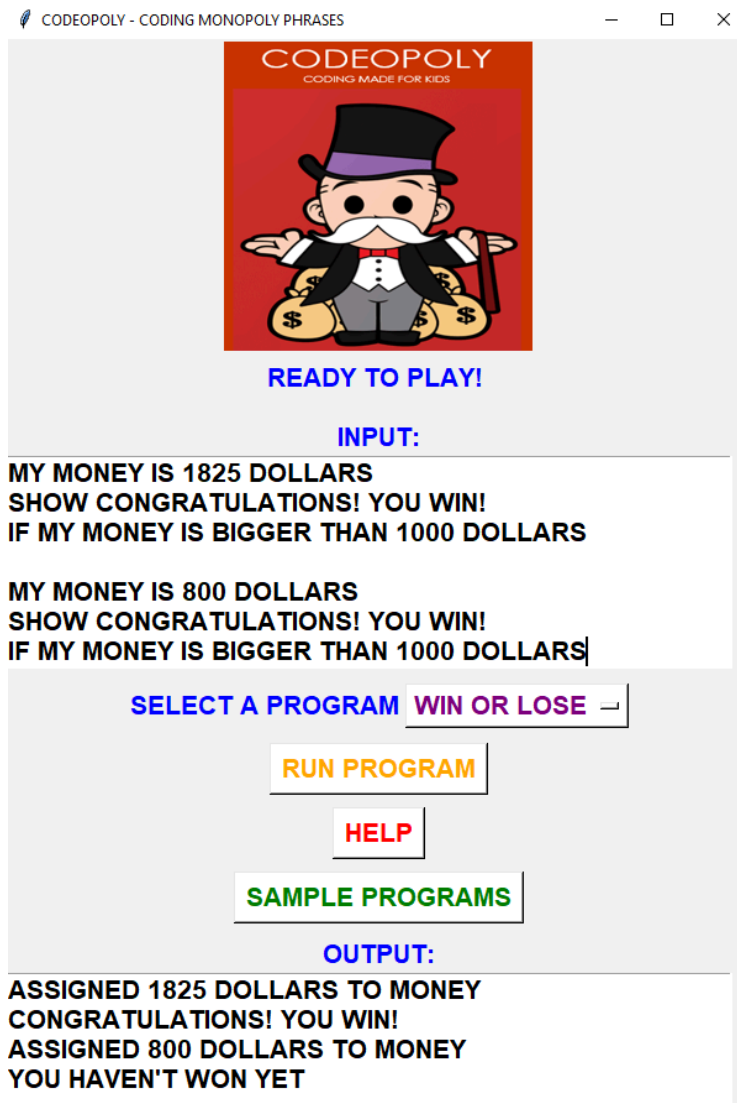 CODEOPOLY - CODING MONOPOLY PHRASES
CODEOPOLY
CODING MADE FOR KIDS
$ $ $ $
READY TO PLAY!
INPUT:
MY MONEY IS 1825 DOLLARS
SHOW CONGRATULATIONS! YOU WIN!
IF MY MONEY IS BIGGER THAN 1000 DOLLARS
MY MONEY IS 800 DOLLARS
SHOW CONGRATULATIONS! YOU WIN!
IF MY MONEY IS BIGGER THAN 1000 DOLLARS
SELECT A PROGRAM WIN OR LOSE
RUN PROGRAM
HELP
SAMPLE PROGRAMS
OUTPUT:
ASSIGNED 1825 DOLLARS TO MONEY
CONGRATULATIONS! YOU WIN!
ASSIGNED 800 DOLLARS TO MONEY
YOU HAVEN'T WON YET